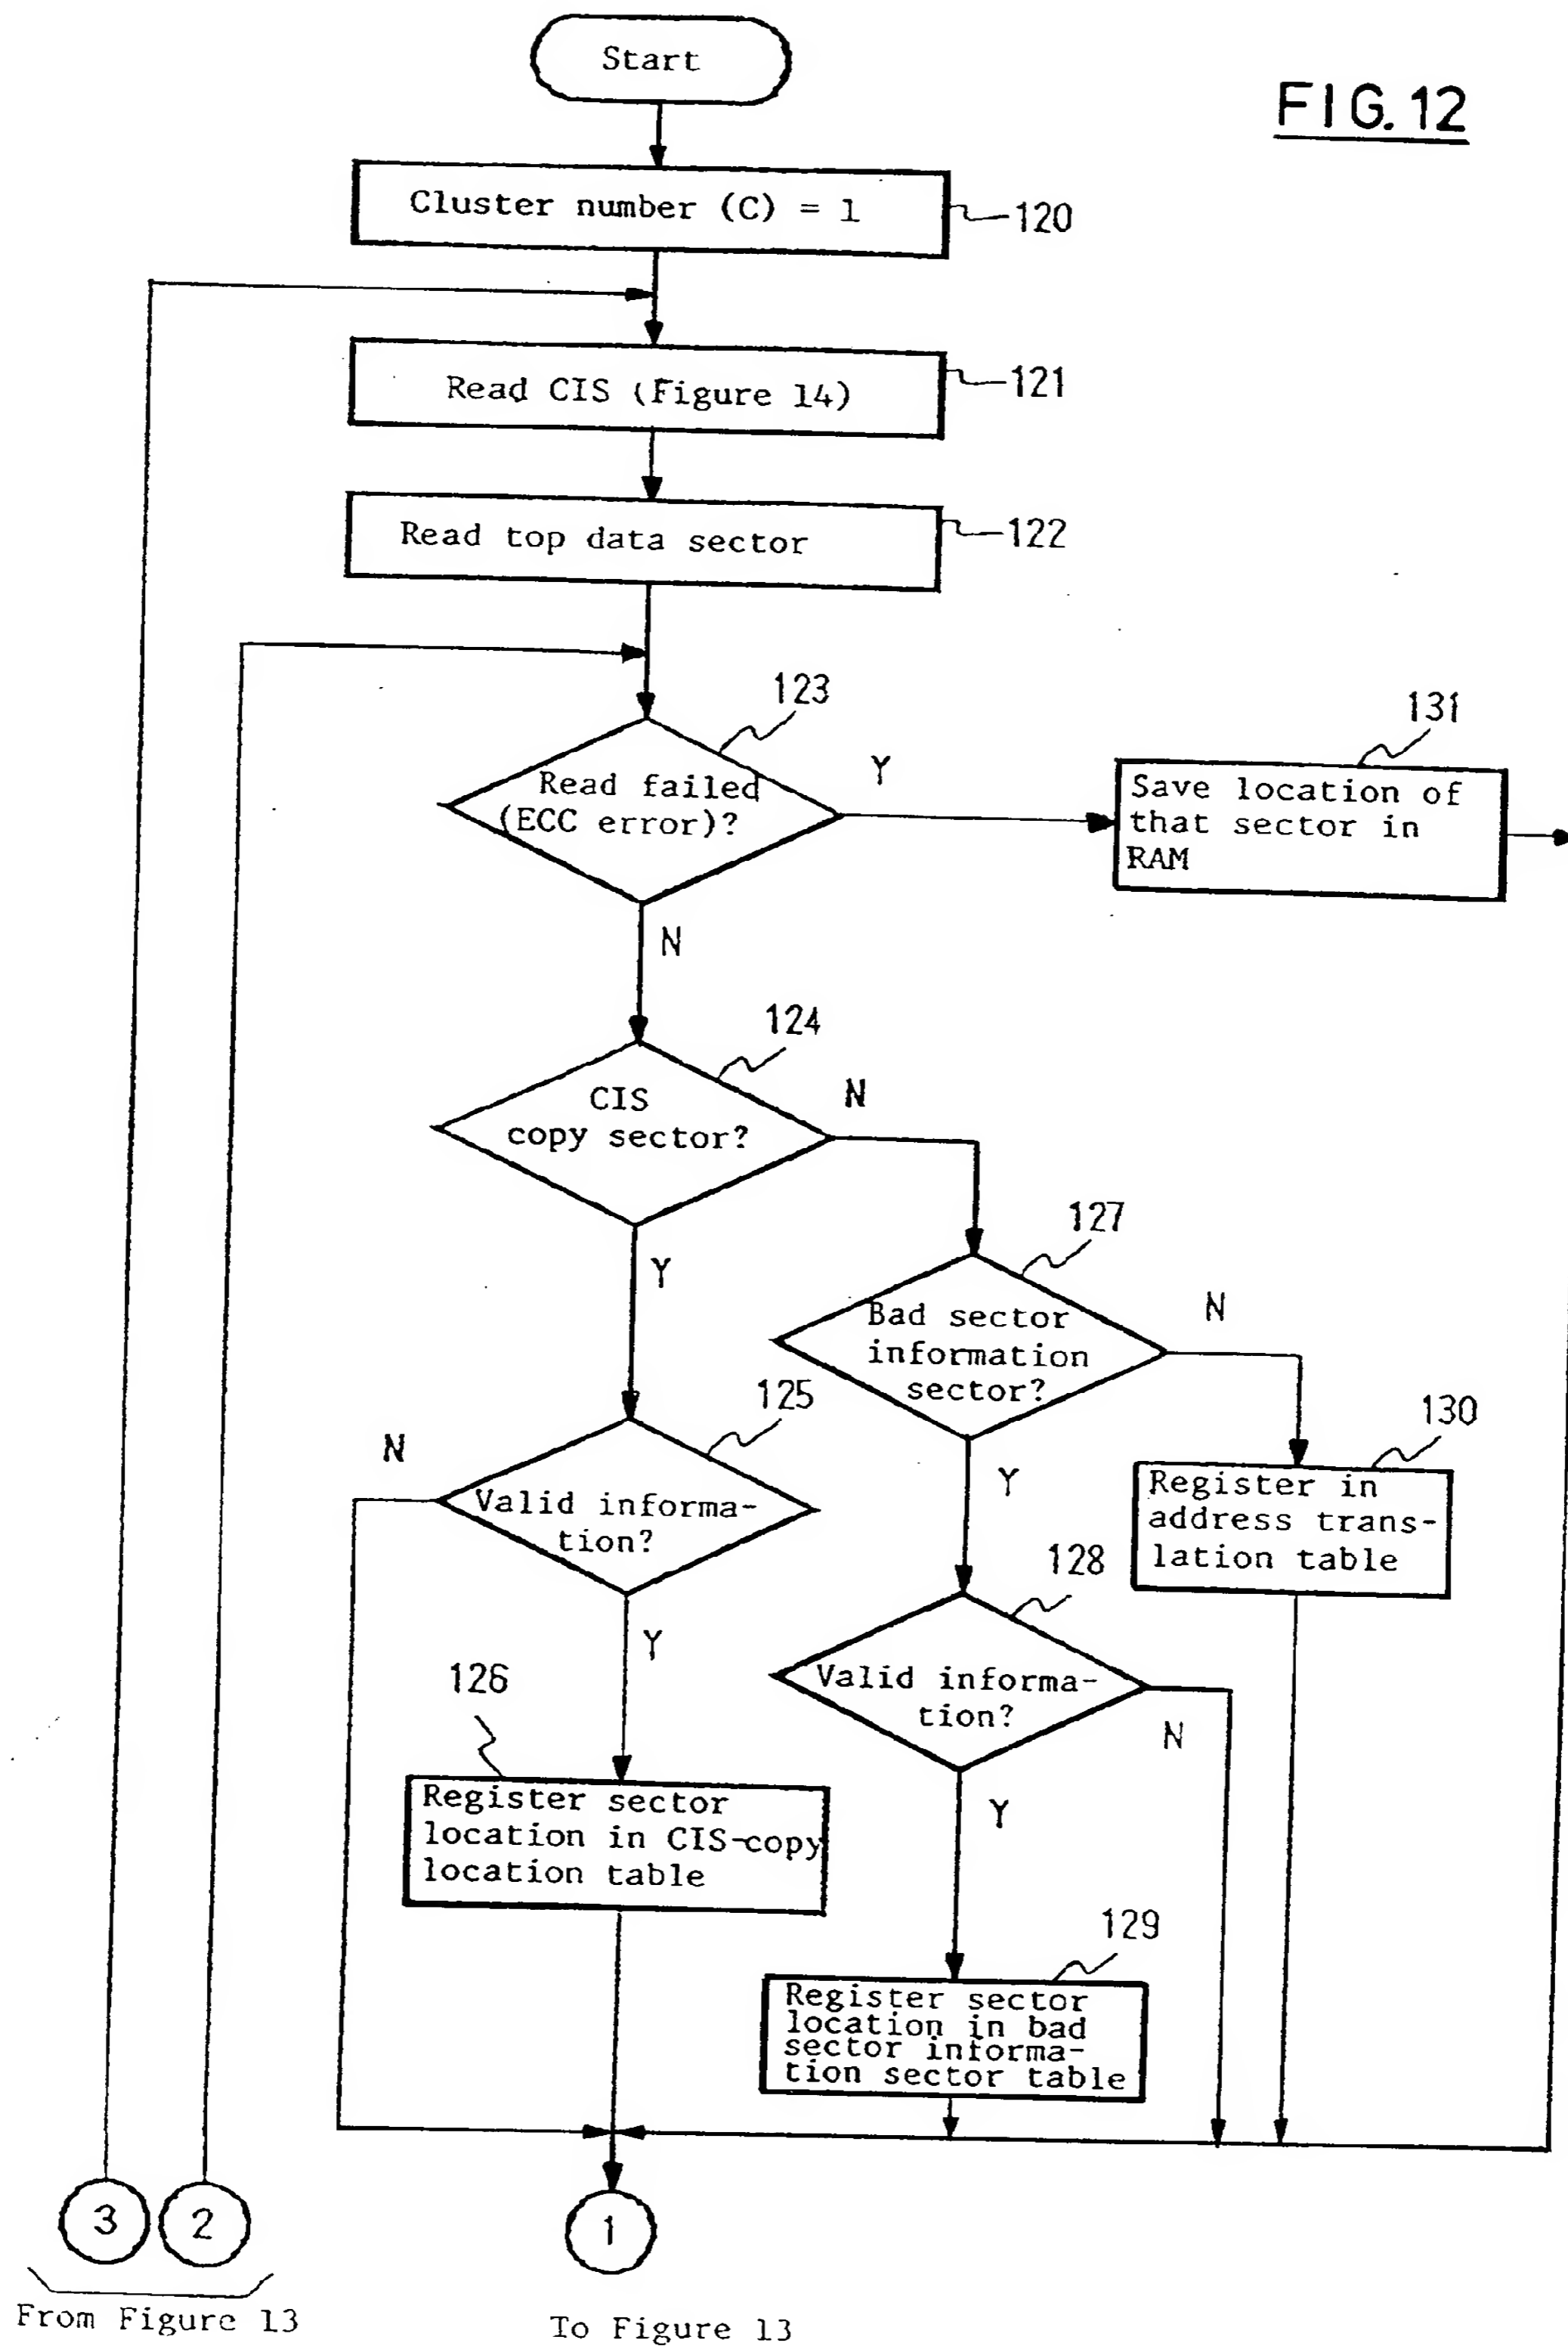 Start
FIG. 12
Cluster number (C) = 1
120
Read CIS (Figure 14)
121
Read top data sector
122
123
131
Read failed
(ECC error)?
Y
Save location of
that sector in
RAM
N
124
CIS
copy sector?
N
127
Y
Bad sector
information
sector?
N
125
130
N
Valid informa-
tion?
Y
Register in
address trans-
lation table
128
Y
126
Valid informa-
tion?
N
Register sector
location in CIS-copy
location table
Y
129
Register sector
location in bad
sector informa-
tion sector table
3
2
1
From Figure 13
To Figure 13